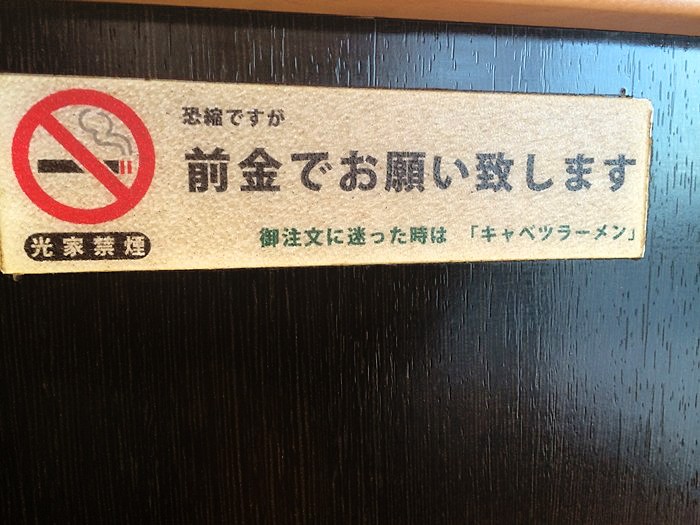 恐縮ですが
前金でお願い致します
御注文に迷った時は 「キャベツラーメン」
光家禁煙